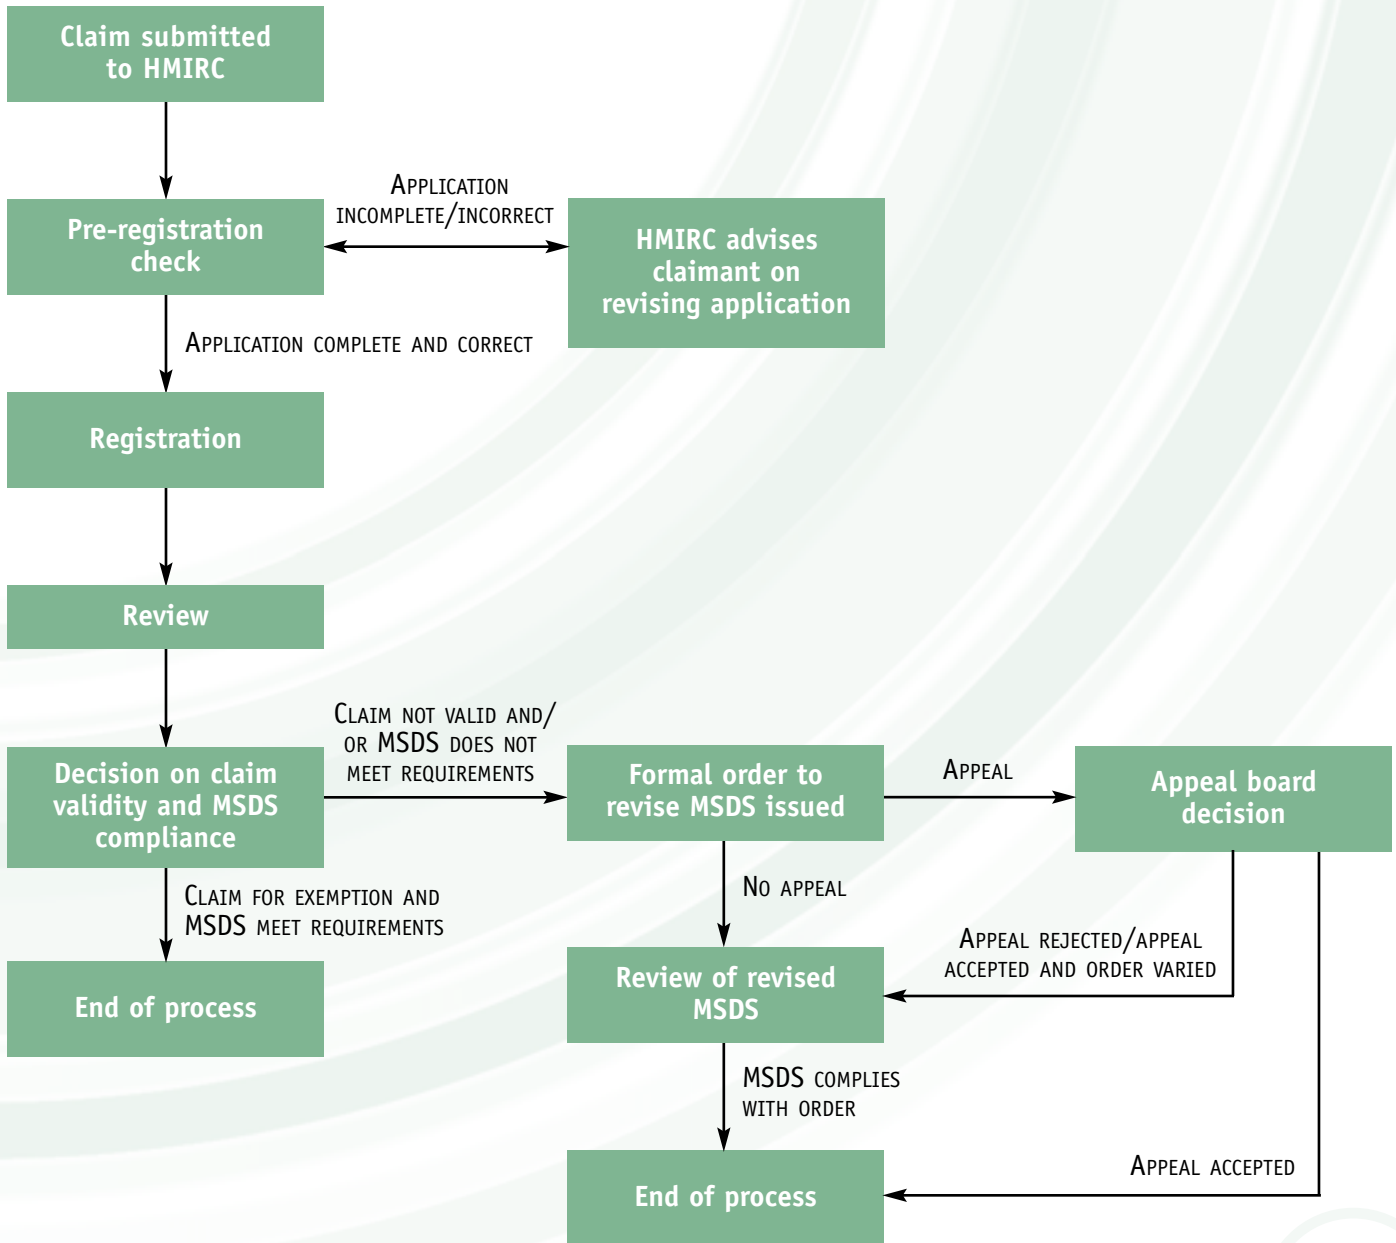 Claim submitted
to HMIRC
Pre-registration
check
APPLICATION
INCOMPLETE/INCORRECT
HMIRC advises
claimant on
revising application
APPLICATION COMPLETE AND CORRECT
Registration
Review
Decision on claim
validity and MSDS
compliance
CLAIM NOT VALID AND/
OR MSDS DOES NOT
MEET REQUIREMENTS
Formal order to
revise MSDS issued
APPEAL
Appeal board
decision
CLAIM FOR EXEMPTION AND
MSDS MEET REQUIREMENTS
End of process
NO APPEAL
Review of revised
MSDS
APPEAL REJECTED/APPEAL
ACCEPTED AND ORDER VARIED
MSDS COMPLIES
WITH ORDER
End of process
APPEAL ACCEPTED